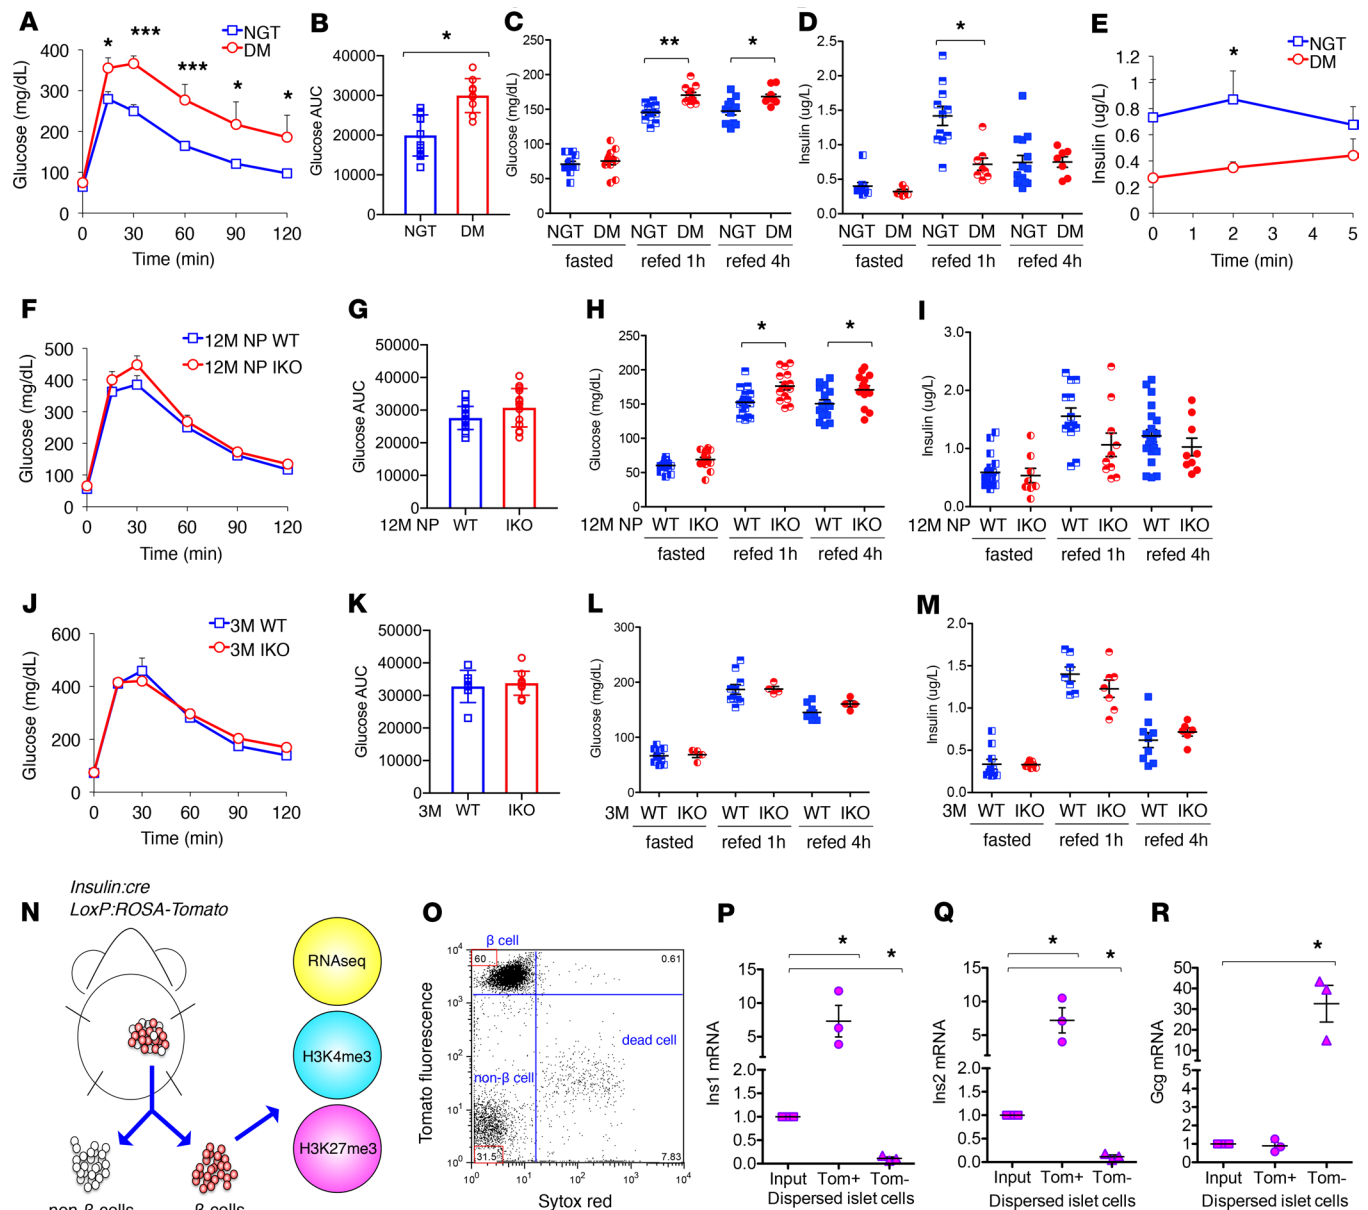 A
NGT
DM
Glucose (mg/dL)
400
300
200
100
0
* *** *** * *
0 30 60 90 120
Time (min)
B
*
Glucose AUC
40000
30000
20000
10000
0
NGT DM
C
** *
Glucose (mg/dL)
250
200
150
100
50
0
NGT DM NGT DM NGT DM
fasted refed 1h refed 4h
D
*
Insulin (ug/L)
2.5
2.0
1.5
1.0
0.5
0.0
NGT DM NGT DM NGT DM
fasted refed 1h refed 4h
E
NGT
DM
*
Insulin (ug/L)
1.2
1
0.8
0.6
0.4
0.2
0
0 1 2 3 4 5
Time (min)
F
12M NP WT
12M NP IKO
Glucose (mg/dL)
500
400
300
200
100
0
0 30 60 90 120
Time (min)
G
Glucose AUC
50000
40000
30000
20000
10000
0
12M NP WT IKO
H
* *
Glucose (mg/dL)
250
200
150
100
50
0
12M NP WT IKO WT IKO WT IKO
fasted refed 1h refed 4h
I
Insulin (ug/L)
3.0
2.0
1.0
0.0
12M NP WT IKO WT IKO WT IKO
fasted refed 1h refed 4h
J
3M WT
3M IKO
Glucose (mg/dL)
600
400
200
0
0 30 60 90 120
Time (min)
K
Glucose AUC
50000
40000
30000
20000
10000
0
3M WT IKO
L
Glucose (mg/dL)
300
200
100
0
3M WT IKO WT IKO WT IKO
fasted refed 1h refed 4h
M
Insulin (ug/L)
2.0
1.5
1.0
0.5
0.0
3M WT IKO WT IKO WT IKO
fasted refed 1h refed 4h
N
Insulin:cre
LoxP:ROSA-Tomato
RNAseq
H3K4me3
H3K27me3
non-β cells β cells
O
β cell
60 0.61
dead cell
non-β cell
31.5 7.83
Tomato fluorescence
10⁴
10³
10²
10¹
10⁰
10⁰ 10¹ 10² 10³ 10⁴
Sytox red
P
* *
Ins1 mRNA
15
10
5
2.0
1.5
1.0
0.5
0.0
Input Tom+ Tom-
Dispersed islet cells
Q
* *
Ins2 mRNA
15
10
5
2.0
1.5
1.0
0.5
0.0
Input Tom+ Tom-
Dispersed islet cells
R
*
Gcg mRNA
50
40
30
20
10
5
4
3
2
1
0
Input Tom+ Tom-
Dispersed islet cells